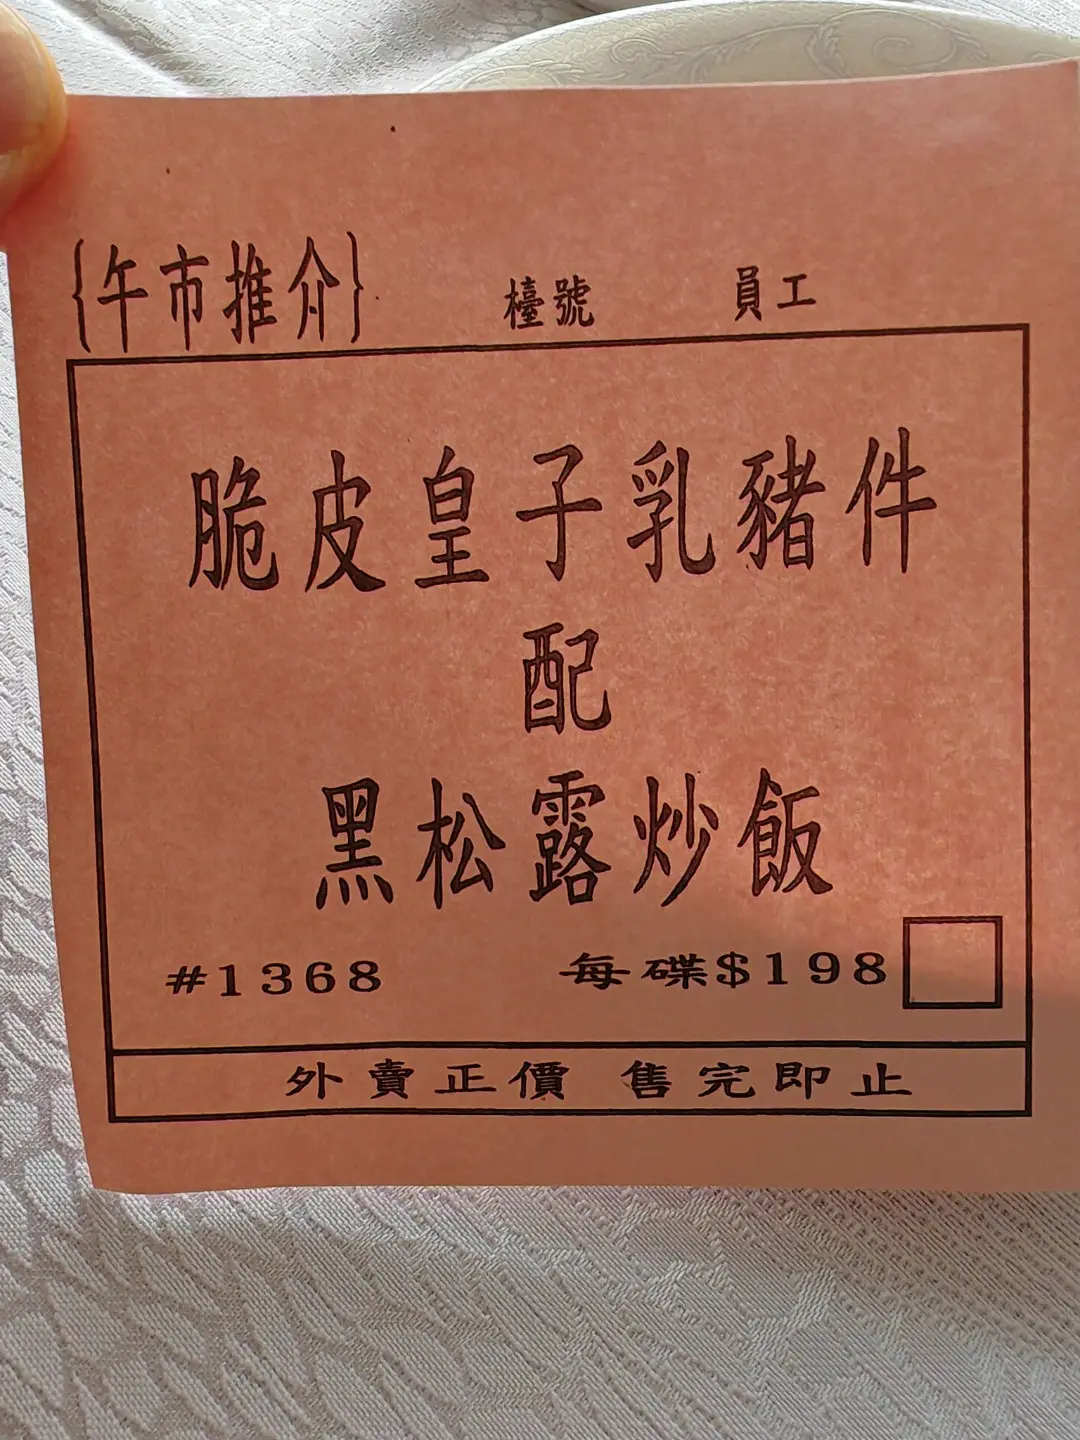 {午市推介} 檯號 員工
脆皮皇子乳豬件
配
黑松露炒飯
#1368 每碟$198
外賣正價 售完即止